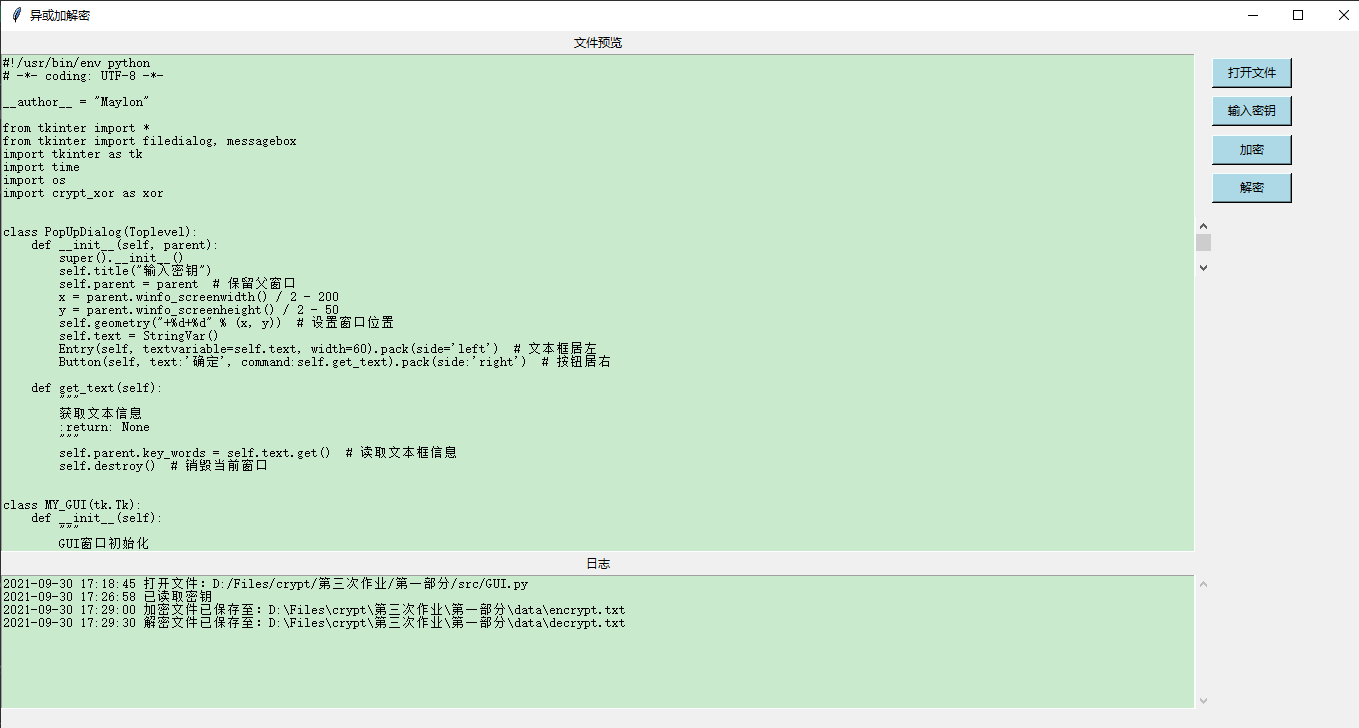 异或加解密
文件预览
#!/usr/bin/env python
# -*- coding: UTF-8 -*-
__author__ = "Maylon"
from tkinter import *
from tkinter import filedialog, messagebox
import tkinter as tk
import time
import os
import crypt_xor as xor
class PopUpDialog(Toplevel):
    def __init__(self, parent):
        super().__init__()
        self.title("输入密钥")
        self.parent = parent  # 保留父窗口
        x = parent.winfo_screenwidth() / 2 - 200
        y = parent.winfo_screenheight() / 2 - 50
        self.geometry("+%d+%d" % (x, y))  # 设置窗口位置
        self.text = StringVar()
        Entry(self, textvariable=self.text, width=60).pack(side='left')  # 文本框居左
        Button(self, text:'确定', command:self.get_text).pack(side:'right')  # 按钮居右
    def get_text(self):
        """
        获取文本信息
        :return: None
        """
        self.parent.key_words = self.text.get()  # 读取文本框信息
        self.destroy()  # 销毁当前窗口
class MY_GUI(tk.Tk):
    def __init__(self):
        """
        GUI窗口初始化
打开文件
输入密钥
加密
解密
日志
2021-09-30 17:18:45 打开文件: D:/Files/crypt/第三次作业/第一部分/src/GUI.py
2021-09-30 17:26:58 已读取密钥
2021-09-30 17:29:00 加密文件已保存至: D:\Files\crypt\第三次作业\第一部分\data\encrypt.txt
2021-09-30 17:29:30 解密文件已保存至: D:\Files\crypt\第三次作业\第一部分\data\decrypt.txt